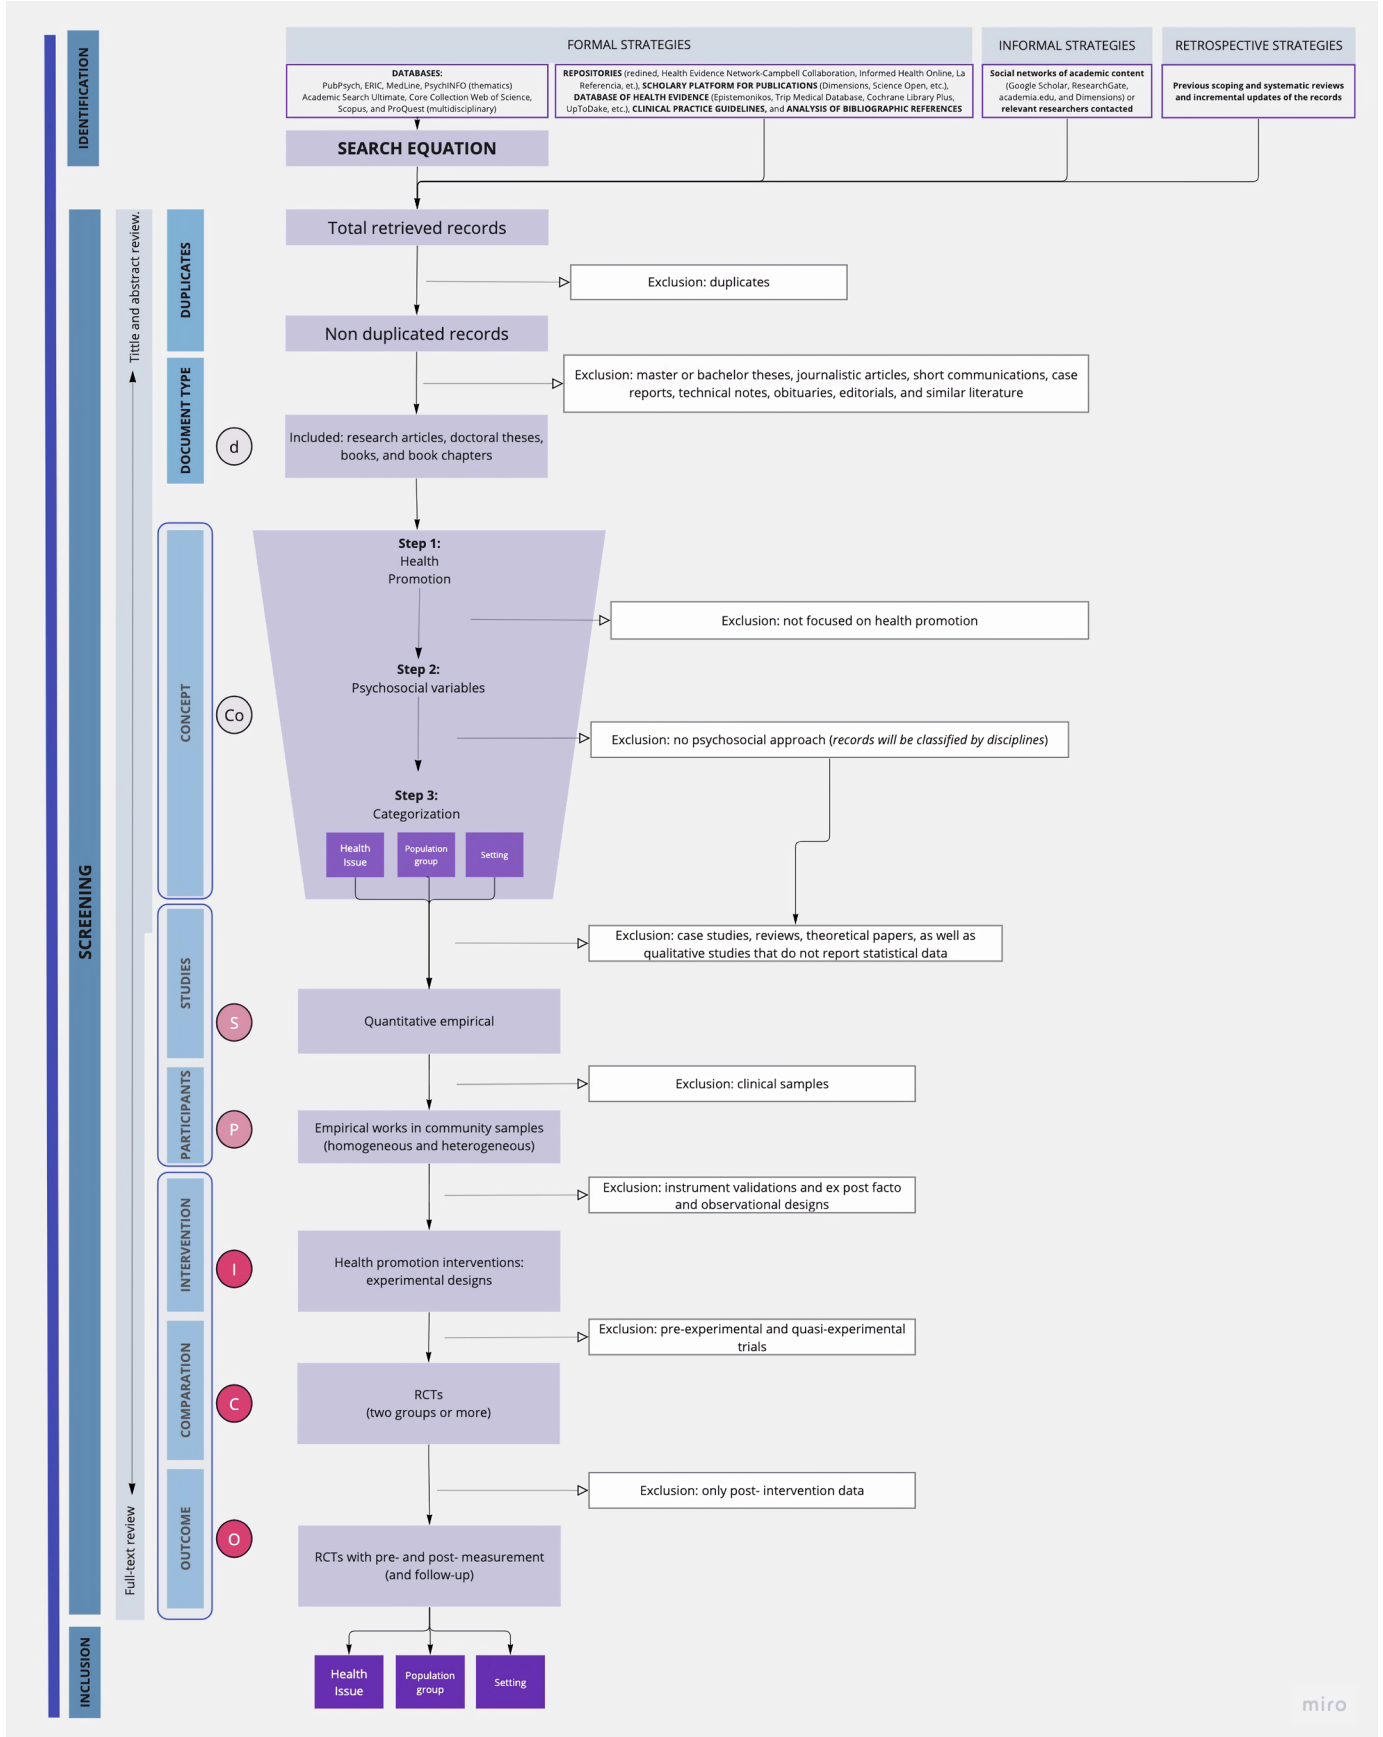 FORMAL STRATEGIES
INFORMAL STRATEGIES
RETROSPECTIVE STRATEGIES
IDENTIFICATION
DATABASES:
PubPsych, ERIC, MedLine, PsychINFO (thematics)
Academic Search Ultimate, Core Collection Web of Science,
Scopus, and ProQuest (multidisciplinary)
REPOSITORIES (redined, Health Evidence Network-Campbell Collaboration, Informed Health Online, La
Referencia, et.), SCHOLARY PLATFORM FOR PUBLICATIONS (Dimensions, Science Open, etc.),
DATABASE OF HEALTH EVIDENCE (Epistemonikos, Trip Medical Database, Cochrane Library Plus,
UpToDake, etc.), CLINICAL PRACTICE GUIDELINES, and ANALYSIS OF BIBLIOGRAPHIC REFERENCES
Social networks of academic content
(Google Scholar, ResearchGate,
academia.edu, and Dimensions) or
relevant researchers contacted
Previous scoping and systematic reviews
and incremental updates of the records
SEARCH EQUATION
SCREENING
Tittle and abstract review.
Full-text review
DUPLICATES
Total retrieved records
Exclusion: duplicates
Non duplicated records
DOCUMENT TYPE
Exclusion: master or bachelor theses, journalistic articles, short communications, case
reports, technical notes, obituaries, editorials, and similar literature
d
Included: research articles, doctoral theses,
books, and book chapters
CONCEPT
Co
Step 1:
Health
Promotion
Exclusion: not focused on health promotion
Step 2:
Psychosocial variables
Exclusion: no psychosocial approach (records will be classified by disciplines)
Step 3:
Categorization
Health
Issue
Population
group
Setting
STUDIES
S
Exclusion: case studies, reviews, theoretical papers, as well as
qualitative studies that do not report statistical data
Quantitative empirical
PARTICIPANTS
P
Exclusion: clinical samples
Empirical works in community samples
(homogeneous and heterogeneous)
INTERVENTION
I
Exclusion: instrument validations and ex post facto
and observational designs
Health promotion interventions:
experimental designs
COMPARATION
C
Exclusion: pre-experimental and quasi-experimental
trials
RCTs
(two groups or more)
OUTCOME
O
Exclusion: only post- intervention data
RCTs with pre- and post- measurement
(and follow-up)
INCLUSION
Health
Issue
Population
group
Setting
miro